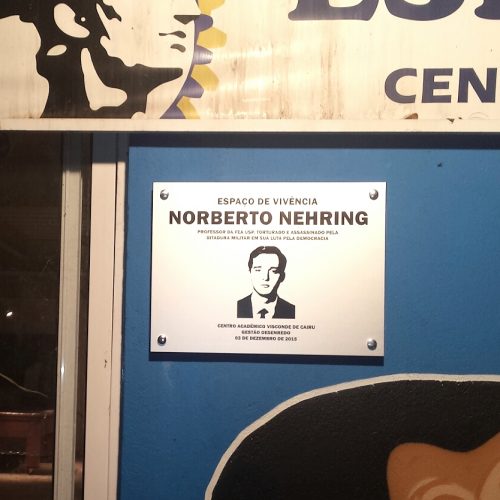 CEN
ESPAÇO DE VIVÊNCIA
NORBERTO NEHRING
PROFESSOR DA FEA USP, TORTURADO E ASSASSINADO PELA
DITADURA MILITAR EM SUA LUTA PELA DEMOCRACIA
CENTRO ACADÊMICO VISCONDE DE CAIRU
GESTÃO DESENREDO
03 DE DEZEMBRO DE 2015